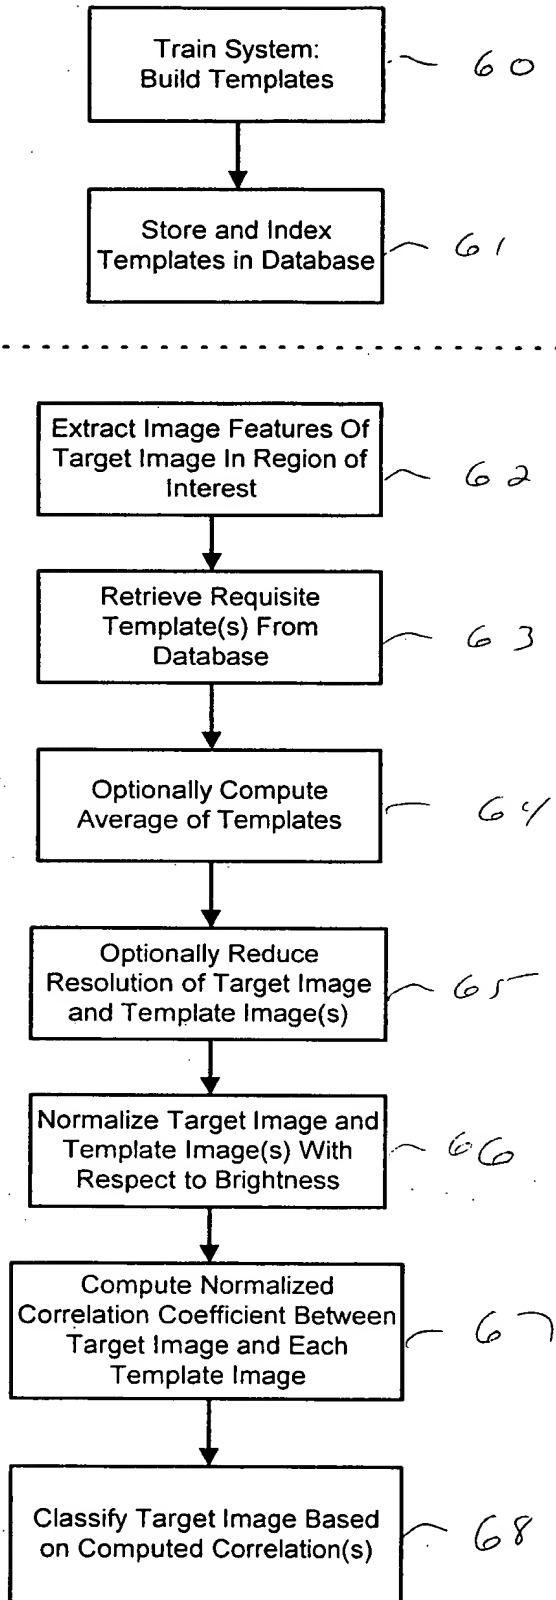 Train System:
Build Templates
60
Store and Index
Templates in Database
61
Extract Image Features Of
Target Image In Region of
Interest
62
Retrieve Requisite
Template(s) From
Database
63
Optionally Compute
Average of Templates
64
Optionally Reduce
Resolution of Target Image
and Template Image(s)
65
Normalize Target Image and
Template Image(s) With
Respect to Brightness
66
Compute Normalized
Correlation Coefficient Between
Target Image and Each
Template Image
67
Classify Target Image Based
on Computed Correlation(s)
68